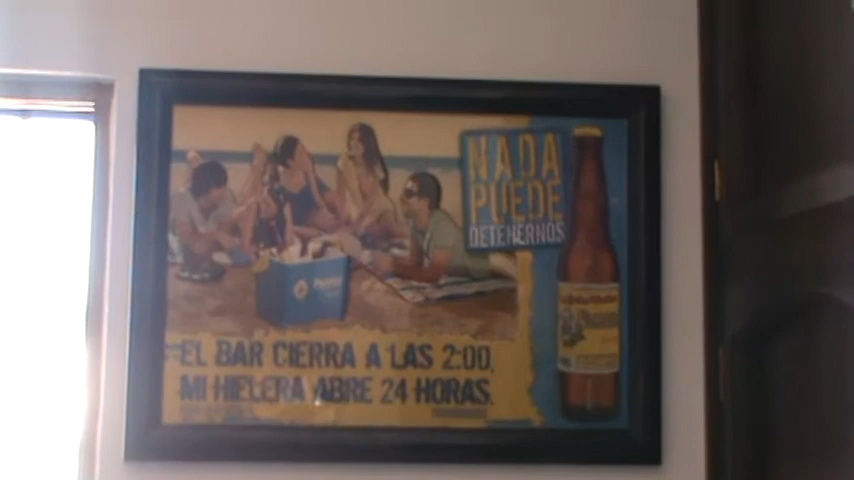 NADA
PUEDE
DETENERNOS
EL BAR CIERRA A LAS 2:00,
MI HIELERA ABRE 24 HORAS.